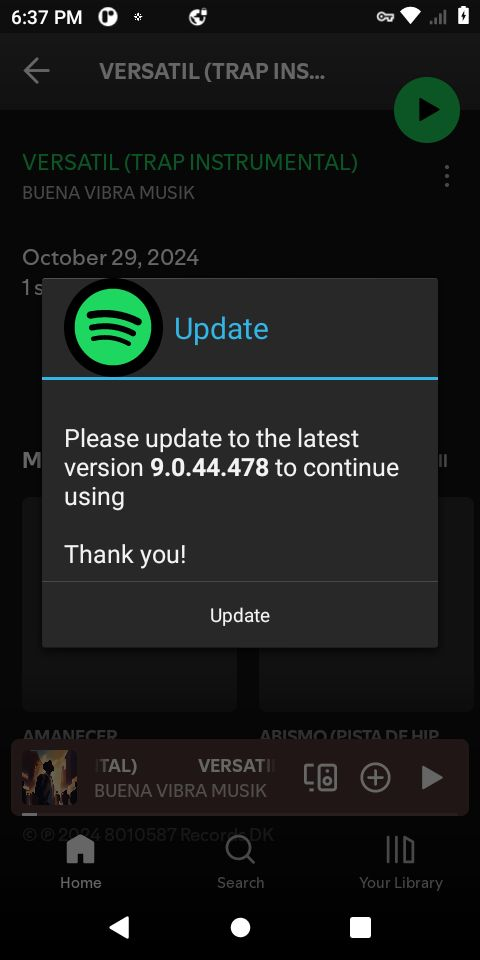 6:37 PM
VERSATIL (TRAP INS...
VERSATIL (TRAP INSTRUMENTAL)
BUENA VIBRA MUSIK
October 29, 2024
1 s
Update
Please update to the latest
version 9.0.44.478 to continue
using
Thank you!
M
Update
AMANECER
ABISMO (PISTA DE HIP
ITAL) VERSATI
BUENA VIBRA MUSIK
© ℗ 2024 8010587 Records DK
Home
Search
Your Library